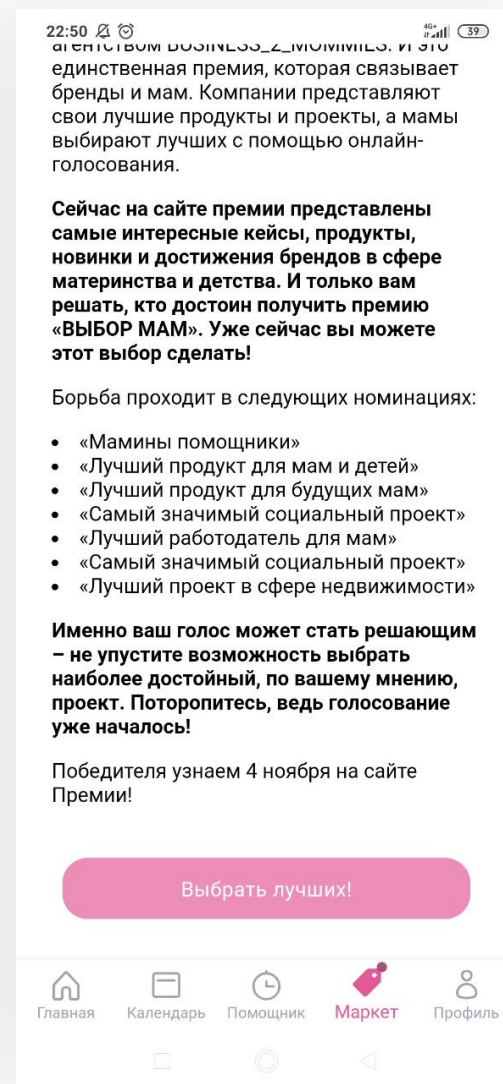 22:50 4G+ 39
агентством BUSINESS_2_MOMMIES. И это
единственная премия, которая связывает
бренды и мам. Компании представляют
свои лучшие продукты и проекты, а мамы
выбирают лучших с помощью онлайн-
голосования.
Сейчас на сайте премии представлены
самые интересные кейсы, продукты,
новинки и достижения брендов в сфере
материнства и детства. И только вам
решать, кто достоин получить премию
«ВЫБОР МАМ». Уже сейчас вы можете
этот выбор сделать!
Борьба проходит в следующих номинациях:
• «Мамины помощники»
• «Лучший продукт для мам и детей»
• «Лучший продукт для будущих мам»
• «Самый значимый социальный проект»
• «Лучший работодатель для мам»
• «Самый значимый социальный проект»
• «Лучший проект в сфере недвижимости»
Именно ваш голос может стать решающим
– не упустите возможность выбрать
наиболее достойный, по вашему мнению,
проект. Поторопитесь, ведь голосование
уже началось!
Победителя узнаем 4 ноября на сайте
Премии!
Выбрать лучших!
Главная Календарь Помощник Маркет Профиль